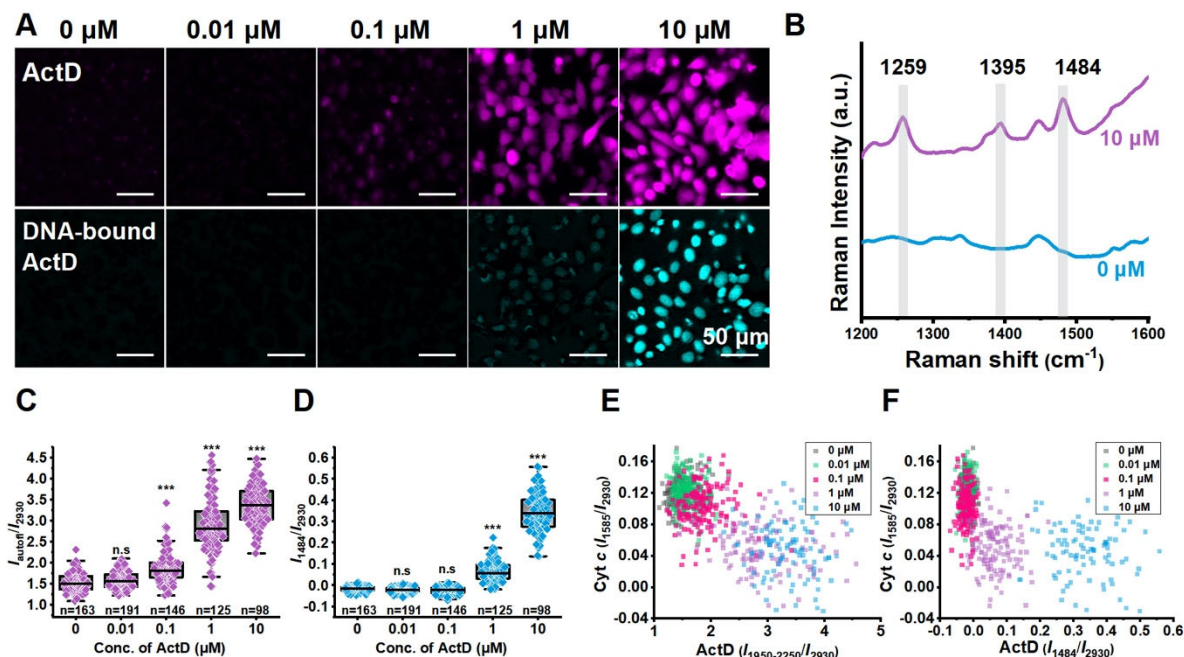 A
0 µM 0.01 µM 0.1 µM 1 µM 10 µM
ActD
DNA-bound
ActD
50 µm
B
1259 1395 1484
10 µM
0 µM
Raman Intensity (a.u.)
1200 1300 1400 1500 1600
Raman shift (cm⁻¹)
C
I_autofl/I_2930
4.5
4.0
3.5
3.0
2.5
2.0
1.5
1.0
n.s *** *** ***
n=163 n=191 n=146 n=125 n=98
0 0.01 0.1 1 10
Conc. of ActD (µM)
D
I_1484/I_2930
0.6
0.5
0.4
0.3
0.2
0.1
0.0
-0.1
n.s n.s *** ***
n=163 n=191 n=146 n=125 n=98
0 0.01 0.1 1 10
Conc. of ActD (µM)
E
Cyt c (I_1585/I_2930)
0.16
0.12
0.08
0.04
0.00
-0.04
0 µM
0.01 µM
0.1 µM
1 µM
10 µM
1 2 3 4 5
ActD (I_1950-2250/I_2930)
F
Cyt c (I_1585/I_2930)
0.16
0.12
0.08
0.04
0.00
-0.04
0 µM
0.01 µM
0.1 µM
1 µM
10 µM
-0.1 0.0 0.1 0.2 0.3 0.4 0.5 0.6
ActD (I_1484/I_2930)